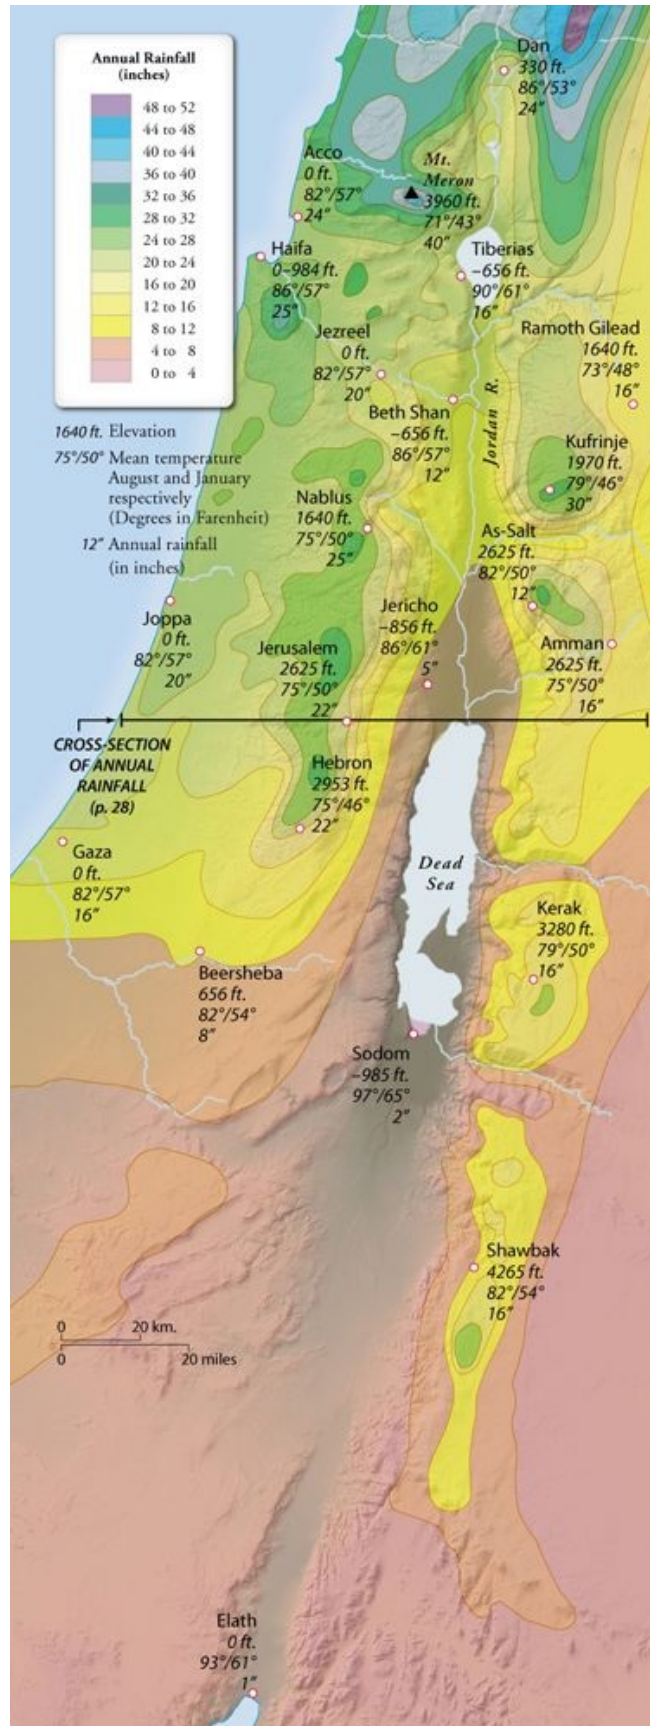 Annual Rainfall
(inches)
48 to 52
44 to 48
40 to 44
36 to 40
32 to 36
28 to 32
24 to 28
20 to 24
16 to 20
12 to 16
8 to 12
4 to 8
0 to 4
1640 ft. Elevation
75°/50° Mean temperature
August and January
respectively
(Degrees in Farenheit)
12" Annual rainfall
(in inches)
Dan
330 ft.
86°/53°
24"
Acco
0 ft.
82°/57°
24"
Mt.
Meron
3960 ft.
71°/43°
40"
Haifa
0–984 ft.
86°/57°
25"
Tiberias
–656 ft.
90°/61°
16"
Jezreel
0 ft.
82°/57°
20"
Ramoth Gilead
1640 ft.
73°/48°
16"
Beth Shan
–656 ft.
86°/57°
12"
Jordan R.
Kufrinje
1970 ft.
79°/46°
30"
Nablus
1640 ft.
75°/50°
25"
As-Salt
2625 ft.
82°/50°
12"
Joppa
0 ft.
82°/57°
20"
Jericho
–856 ft.
86°/61°
5"
Jerusalem
2625 ft.
75°/50°
22"
Amman
2625 ft.
75°/50°
16"
CROSS-SECTION
OF ANNUAL
RAINFALL
(p. 28)
Hebron
2953 ft.
75°/46°
22"
Gaza
0 ft.
82°/57°
16"
Dead
Sea
Kerak
3280 ft.
79°/50°
16"
Beersheba
656 ft.
82°/54°
8"
Sodom
–985 ft.
97°/65°
2"
Shawbak
4265 ft.
82°/54°
16"
0 20 km.
0 20 miles
Elath
0 ft.
93°/61°
1"